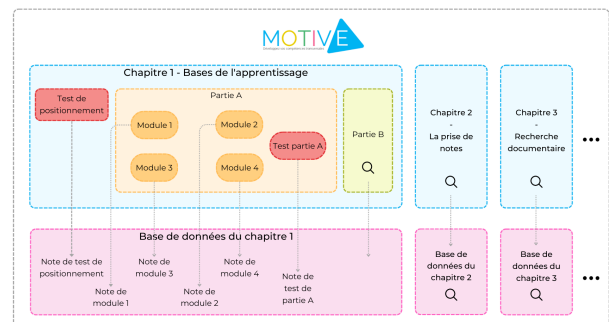 MOTIVE
Chapitre 1 - Bases de l'apprentissage
Test de
positionnement
Partie A
Module 1
Module 2
Test partie A
Module 3
Module 4
Partie B
Chapitre 2
-
La prise de
notes
Chapitre 3
-
Recherche
documentaire
...
Base de données du chapitre 1
Note de test de
positionnement
Note de
module 1
Note de
module 3
Note de
module 2
Note de
module 4
Note de
test de
partie A
Base de
données du
chapitre 2
Base de
données du
chapitre 3
...